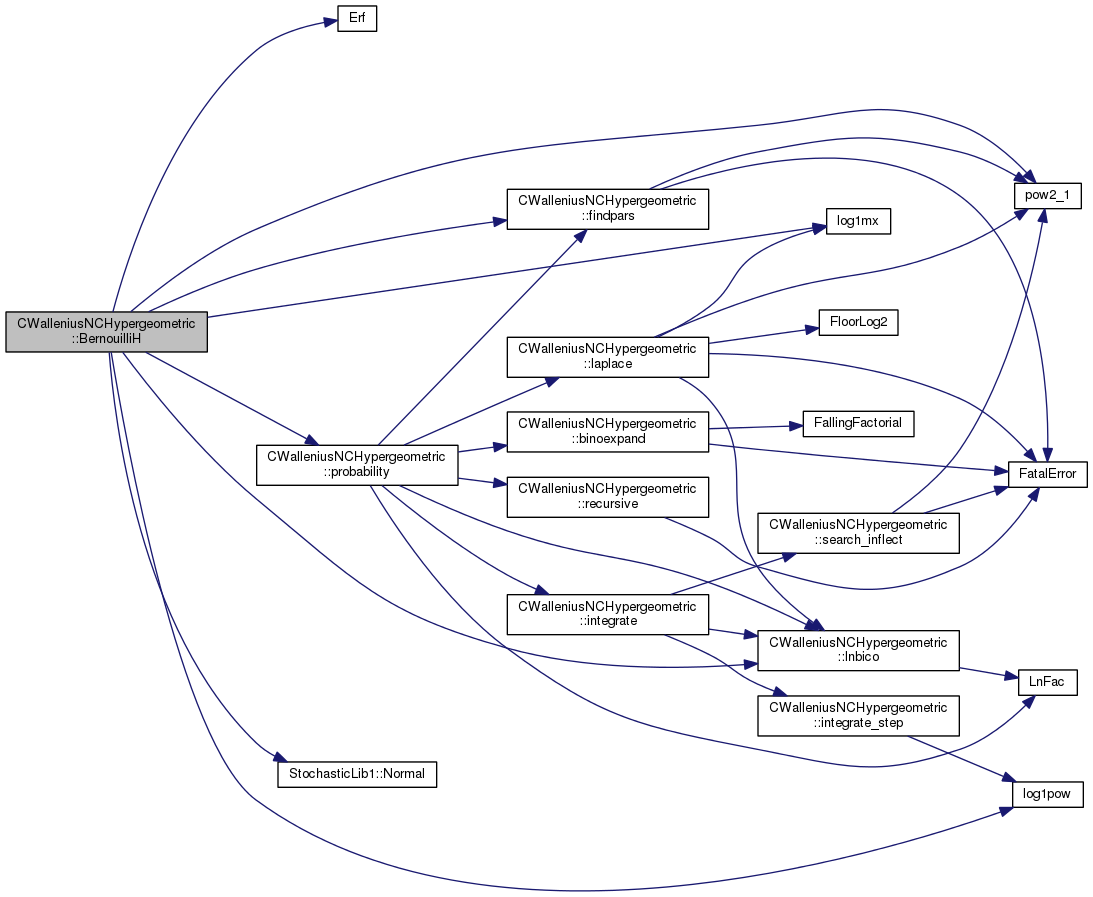 Erf
pow2_1
CWalleniusNCHypergeometric
::findpars
log1mx
CWalleniusNCHypergeometric
::BernouilliH
FloorLog2
CWalleniusNCHypergeometric
::laplace
FallingFactorial
CWalleniusNCHypergeometric
::binoexpand
CWalleniusNCHypergeometric
::probability
FatalError
CWalleniusNCHypergeometric
::recursive
CWalleniusNCHypergeometric
::search_inflect
CWalleniusNCHypergeometric
::integrate
CWalleniusNCHypergeometric
::lnbico
LnFac
CWalleniusNCHypergeometric
::integrate_step
StochasticLib1::Normal
log1pow